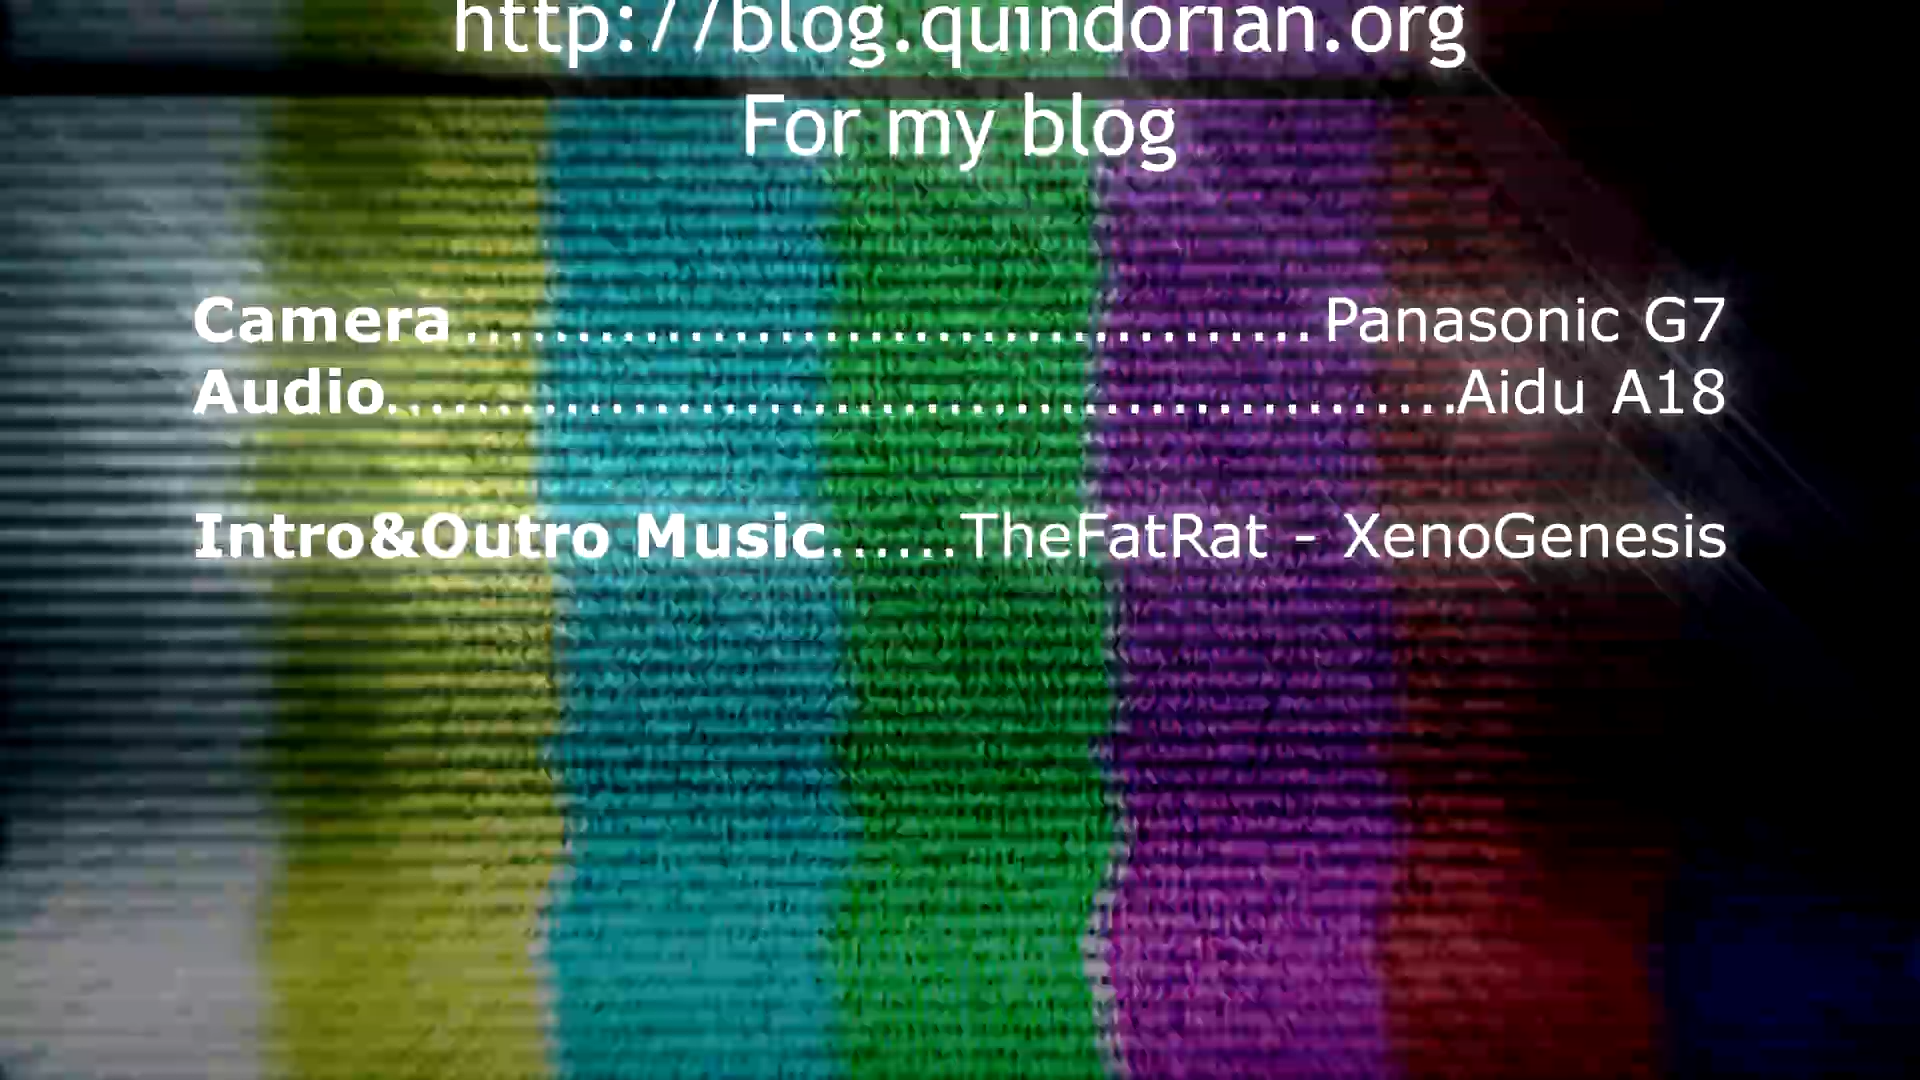 http://blog.quindorian.org
For my blog
Camera......................................Panasonic G7
Audio................................................Aidu A18
Intro&Outro Music......TheFatRat - XenoGenesis